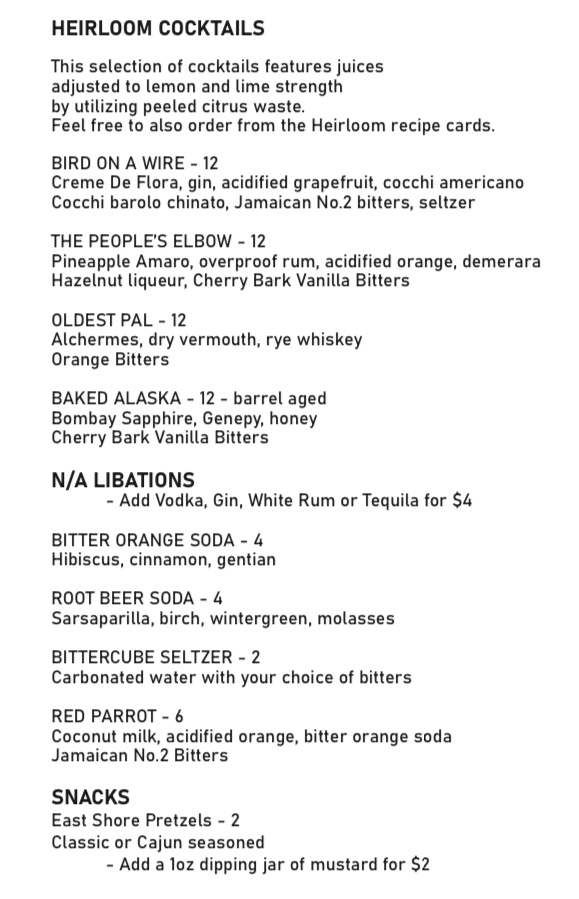 HEIRLOOM COCKTAILS
This selection of cocktails features juices
adjusted to lemon and lime strength
by utilizing peeled citrus waste.
Feel free to also order from the Heirloom recipe cards.
BIRD ON A WIRE - 12
Creme De Flora, gin, acidified grapefruit, cocchi americano
Cocchi barolo chinato, Jamaican No.2 bitters, seltzer
THE PEOPLE'S ELBOW - 12
Pineapple Amaro, overproof rum, acidified orange, demerara
Hazelnut liqueur, Cherry Bark Vanilla Bitters
OLDEST PAL - 12
Alchermes, dry vermouth, rye whiskey
Orange Bitters
BAKED ALASKA - 12 - barrel aged
Bombay Sapphire, Genepy, honey
Cherry Bark Vanilla Bitters
N/A LIBATIONS
- Add Vodka, Gin, White Rum or Tequila for $4
BITTER ORANGE SODA - 4
Hibiscus, cinnamon, gentian
ROOT BEER SODA - 4
Sarsaparilla, birch, wintergreen, molasses
BITTERCUBE SELTZER - 2
Carbonated water with your choice of bitters
RED PARROT - 6
Coconut milk, acidified orange, bitter orange soda
Jamaican No.2 Bitters
SNACKS
East Shore Pretzels - 2
Classic or Cajun seasoned
- Add a 1oz dipping jar of mustard for $2